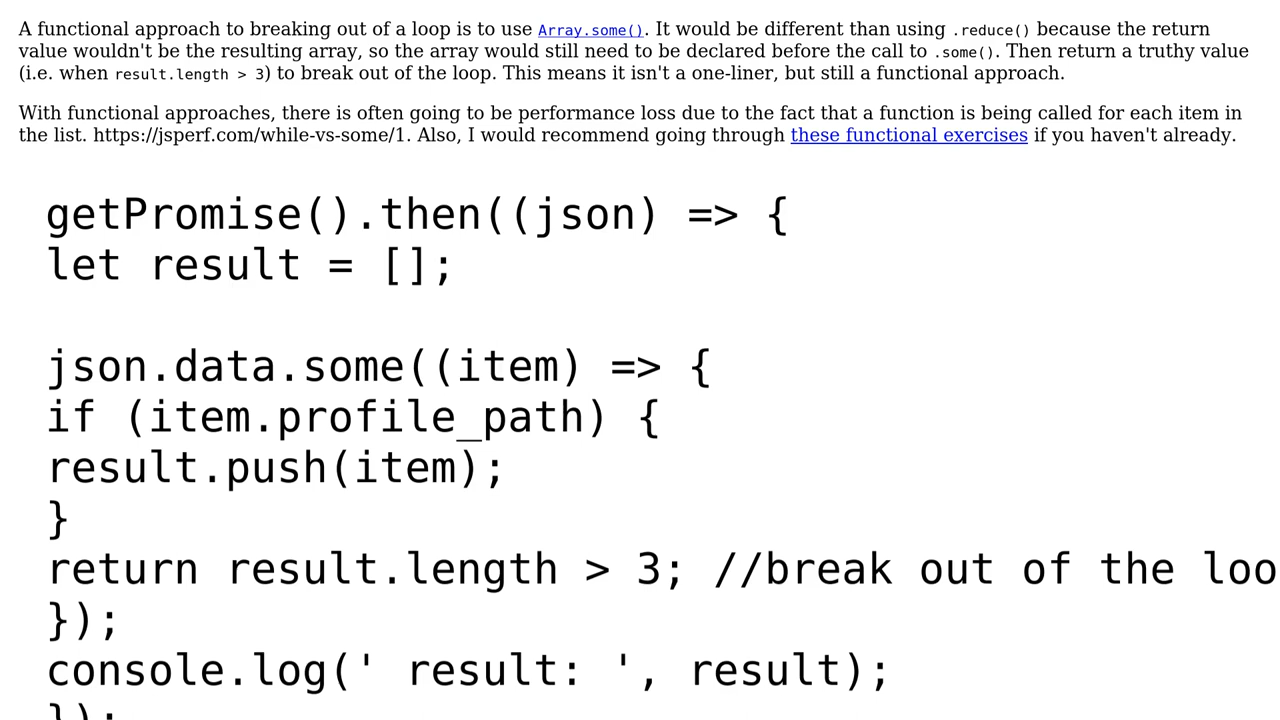 A functional approach to breaking out of a loop is to use Array.some(). It would be different than using .reduce() because the return
value wouldn't be the resulting array, so the array would still need to be declared before the call to .some(). Then return a truthy value
(i.e. when result.length > 3) to break out of the loop. This means it isn't a one-liner, but still a functional approach.
With functional approaches, there is often going to be performance loss due to the fact that a function is being called for each item in
the list. https://jsperf.com/while-vs-some/1. Also, I would recommend going through these functional exercises if you haven't already.
getPromise().then((json) => {
let result = [];
json.data.some((item) => {
if (item.profile_path) {
result.push(item);
}
return result.length > 3; //break out of the loo
});
console.log(' result: ', result);
});